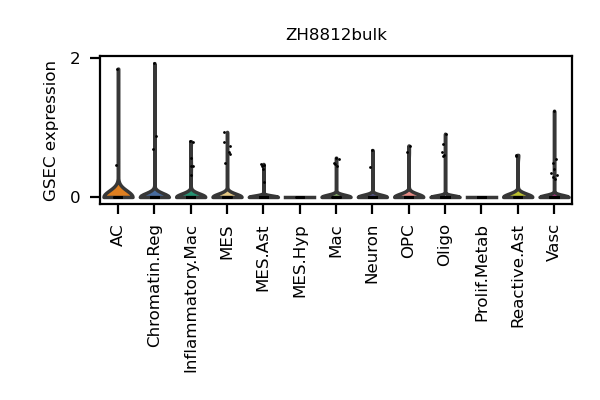 ZH8812bulk
GSEC expression
2
0
AC
Chromatin.Reg
Inflammatory.Mac
MES
MES.Ast
MES.Hyp
Mac
Neuron
OPC
Oligo
Prolif.Metab
Reactive.Ast
Vasc